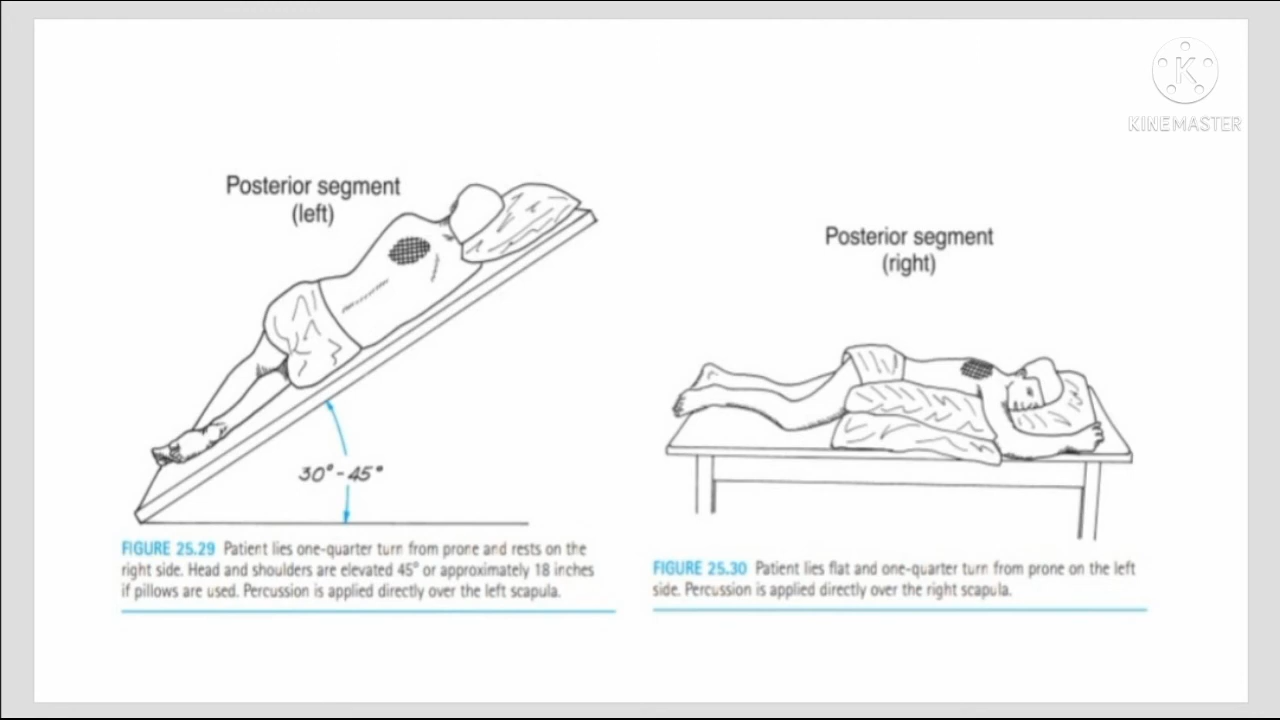 KINEMASTER
Posterior segment
(left)
30° - 45°
FIGURE 25.29 Patient lies one-quarter turn from prone and rests on the
right side. Head and shoulders are elevated 45° or approximately 18 inches
if pillows are used. Percussion is applied directly over the left scapula.
Posterior segment
(right)
FIGURE 25.30 Patient lies flat and one-quarter turn from prone on the left
side. Percussion is applied directly over the right scapula.